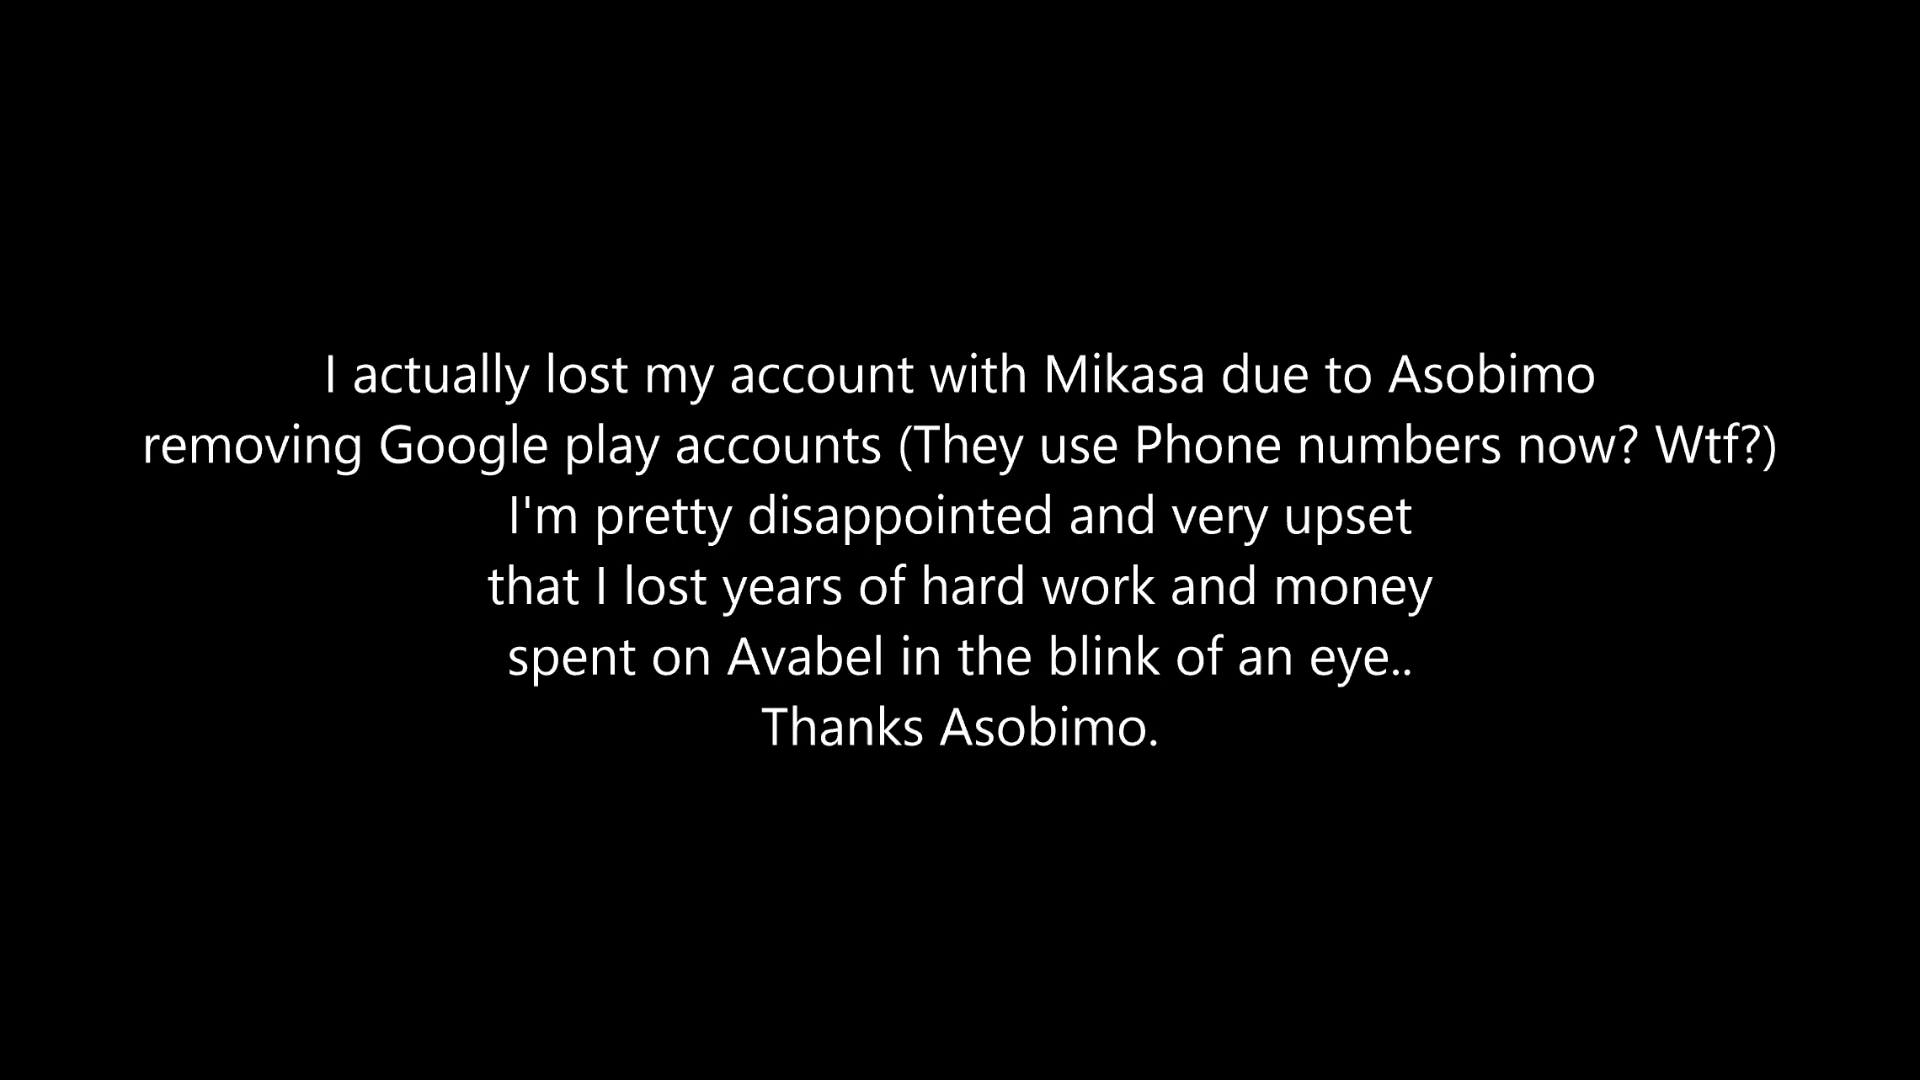 I actually lost my account with Mikasa due to Asobimo
removing Google play accounts (They use Phone numbers now? Wtf?)
I'm pretty disappointed and very upset
that I lost years of hard work and money
spent on Avabel in the blink of an eye..
Thanks Asobimo.